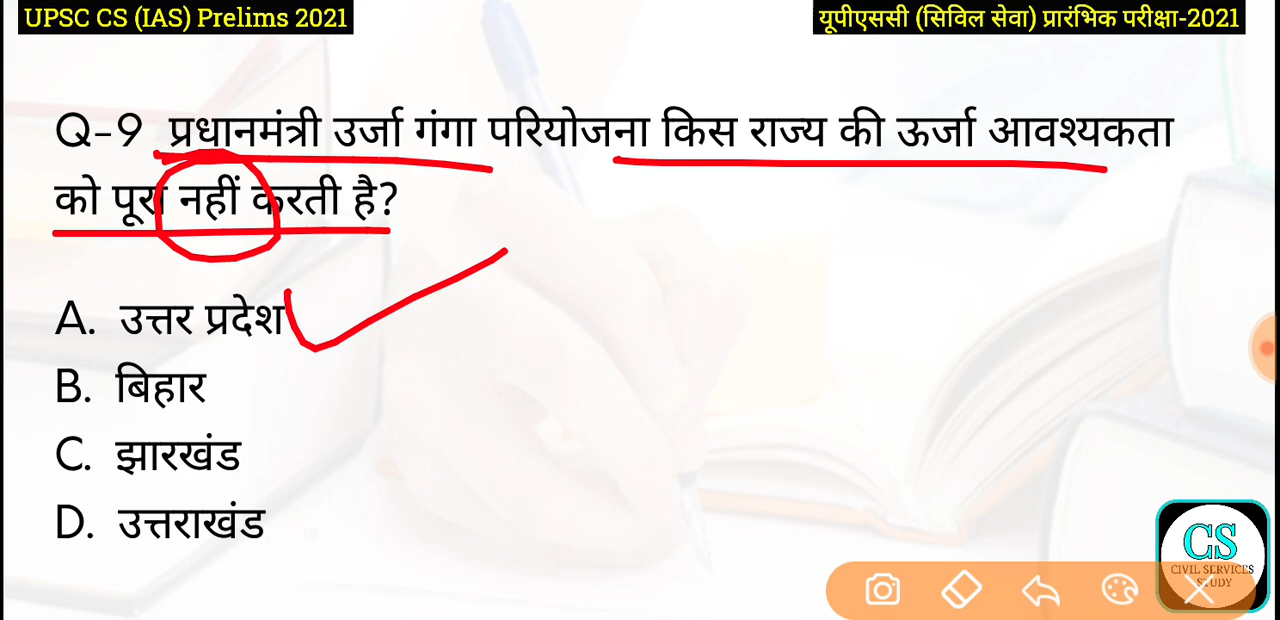 UPSC CS (IAS) Prelims 2021
यूपीएससी (सिविल सेवा) प्रारंभिक परीक्षा-2021
Q-9 प्रधानमंत्री उर्जा गंगा परियोजना किस राज्य की ऊर्जा आवश्यकता
को पूरा नहीं करती है?
A. उत्तर प्रदेश
B. बिहार
C. झारखंड
D. उत्तराखंड
CS
CIVIL SERVICES
STUDY